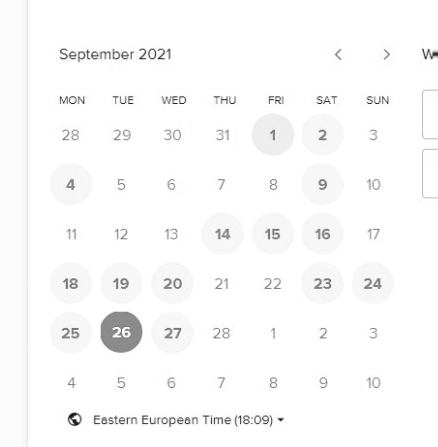 September 2021
MON TUE WED THU FRI SAT SUN
28 29 30 31 1 2 3
4 5 6 7 8 9 10
11 12 13 14 15 16 17
18 19 20 21 22 23 24
25 26 27 28 1 2 3
4 5 6 7 8 9 10
Eastern European Time (18:09)